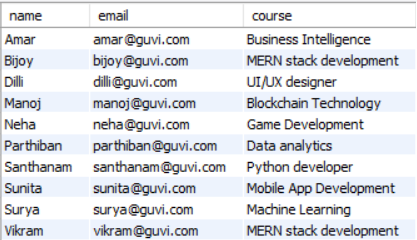 name email course
Amar amar@guvi.com Business Intelligence
Bijoy bijoy@guvi.com MERN stack development
Dilli dilli@guvi.com UI/UX designer
Manoj manoj@guvi.com Blockchain Technology
Neha neha@guvi.com Game Development
Parthiban parthiban@guvi.com Data analytics
Santhanam santhanam@guvi.com Python developer
Sunita sunita@guvi.com Mobile App Development
Surya surya@guvi.com Machine Learning
Vikram vikram@guvi.com MERN stack development